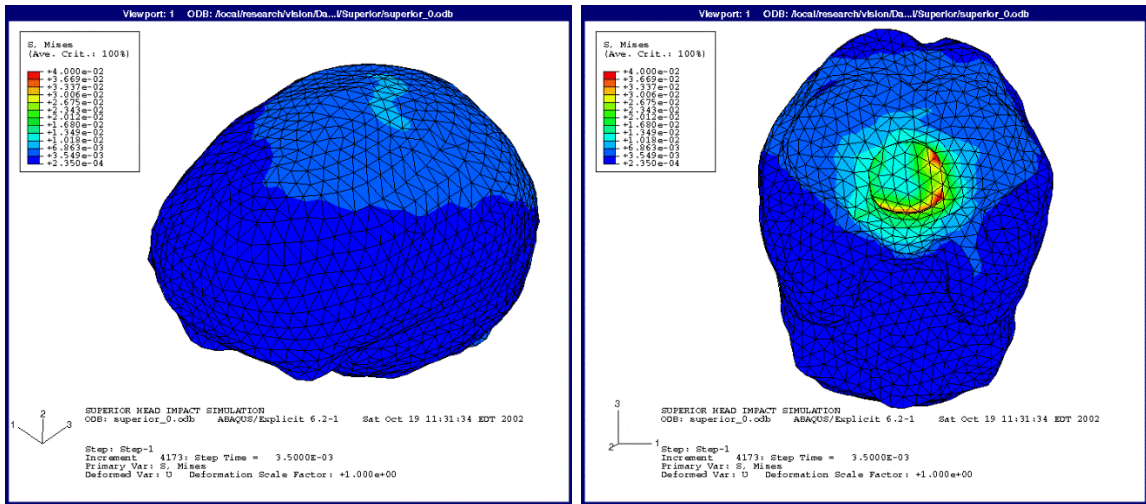 Viewport: 1    ODB: /local/research/vision/Da...l/Superior/superior_0.odb
S, Mises
(Ave. Crit.: 100%)
+4.000e-02
+3.669e-02
+3.337e-02
+3.006e-02
+2.675e-02
+2.343e-02
+2.012e-02
+1.680e-02
+1.349e-02
+1.018e-02
+6.863e-03
+3.549e-03
+2.350e-04
2
1
3
SUPERIOR HEAD IMPACT SIMULATION
ODB: superior_0.odb    ABAQUS/Explicit 6.2-1    Sat Oct 19 11:31:34 EDT 2002
Step: Step-1
Increment    4173: Step Time =    3.5000E-03
Primary Var: S, Mises
Deformed Var: U    Deformation Scale Factor: +1.000e+00
Viewport: 1    ODB: /local/research/vision/Da...l/Superior/superior_0.odb
S, Mises
(Ave. Crit.: 100%)
+4.000e-02
+3.669e-02
+3.337e-02
+3.006e-02
+2.675e-02
+2.343e-02
+2.012e-02
+1.680e-02
+1.349e-02
+1.018e-02
+6.863e-03
+3.549e-03
+2.350e-04
3
2
1
SUPERIOR HEAD IMPACT SIMULATION
ODB: superior_0.odb    ABAQUS/Explicit 6.2-1    Sat Oct 19 11:31:34 EDT 2002
Step: Step-1
Increment    4173: Step Time =    3.5000E-03
Primary Var: S, Mises
Deformed Var: U    Deformation Scale Factor: +1.000e+00